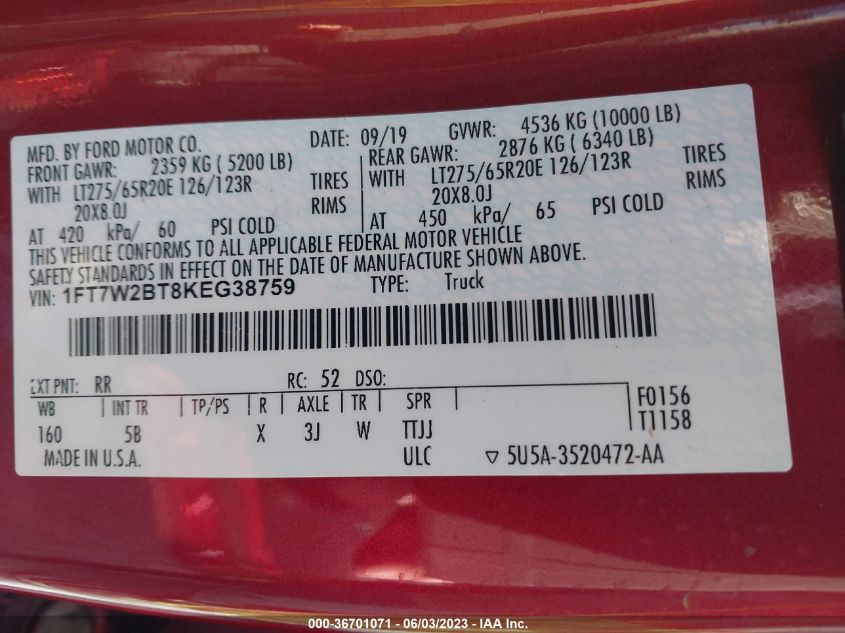 MFD. BY FORD MOTOR CO. DATE: 09/19 GVWR: 4536 KG (10000 LB)
FRONT GAWR: 2359 KG ( 5200 LB) REAR GAWR: 2876 KG ( 6340 LB)
WITH LT275/65R20E 126/123R TIRES WITH LT275/65R20E 126/123R TIRES
20X8.0J RIMS 20X8.0J RIMS
AT 420 kPa/ 60 PSI COLD AT 450 kPa/ 65 PSI COLD
THIS VEHICLE CONFORMS TO ALL APPLICABLE FEDERAL MOTOR VEHICLE
SAFETY STANDARDS IN EFFECT ON THE DATE OF MANUFACTURE SHOWN ABOVE.
VIN: 1FT7W2BT8KEG38759 TYPE: Truck
EXT PNT: RR RC: 52 DSO:
WB INT TR TP/PS R AXLE TR SPR F0156
160 5B X 3J W TTJJ T1158
MADE IN U.S.A. ULC ▽ 5U5A-3520472-AA
000-36701071 - 06/03/2023 - IAA Inc.